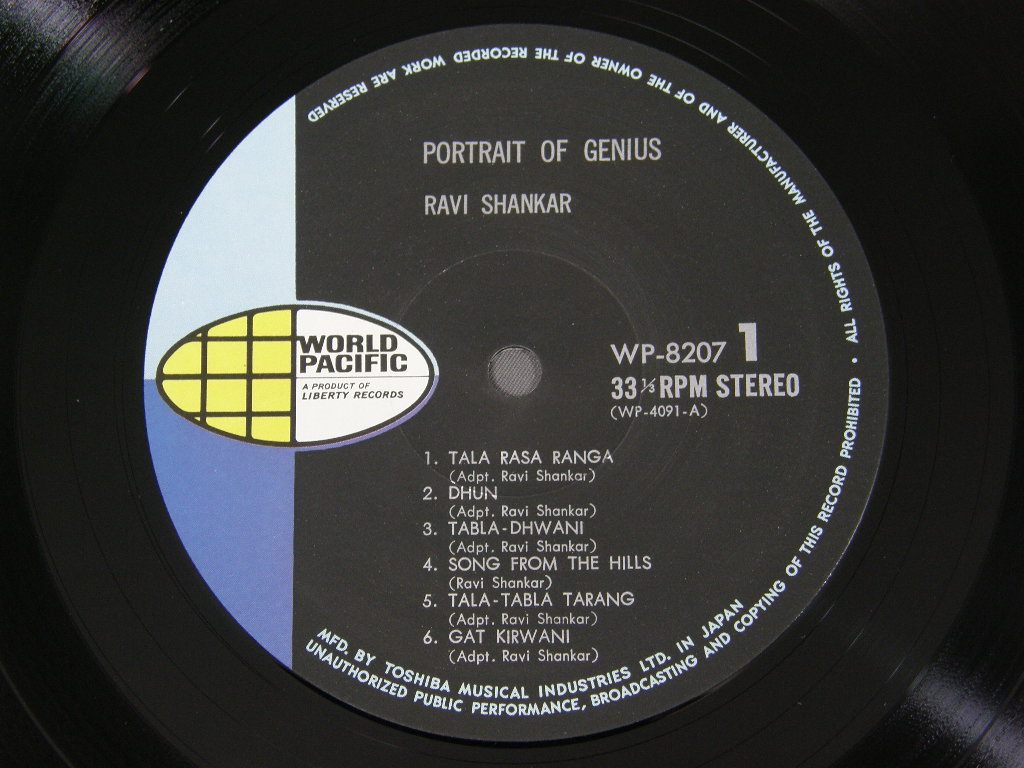 PORTRAIT OF GENIUS
RAVI SHANKAR
WORLD
PACIFIC
A PRODUCT OF
LIBERTY RECORDS
WP-8207 1
33⅓ RPM STEREO
(WP-4091-A)
1. TALA RASA RANGA
(Adpt. Ravi Shankar)
2. DHUN
(Adpt. Ravi Shankar)
3. TABLA-DHWANI
(Adpt. Ravi Shankar)
4. SONG FROM THE HILLS
(Ravi Shankar)
5. TALA-TABLA TARANG
(Adpt. Ravi Shankar)
6. GAT KIRWANI
(Adpt. Ravi Shankar)
MFD. BY TOSHIBA MUSICAL INDUSTRIES LTD. IN JAPAN
UNAUTHORIZED PUBLIC PERFORMANCE, BROADCASTING AND COPYING OF THIS RECORD PROHIBITED • ALL RIGHTS OF THE MANUFACTURER AND OF THE OWNER OF THE RECORDED WORK ARE RESERVED